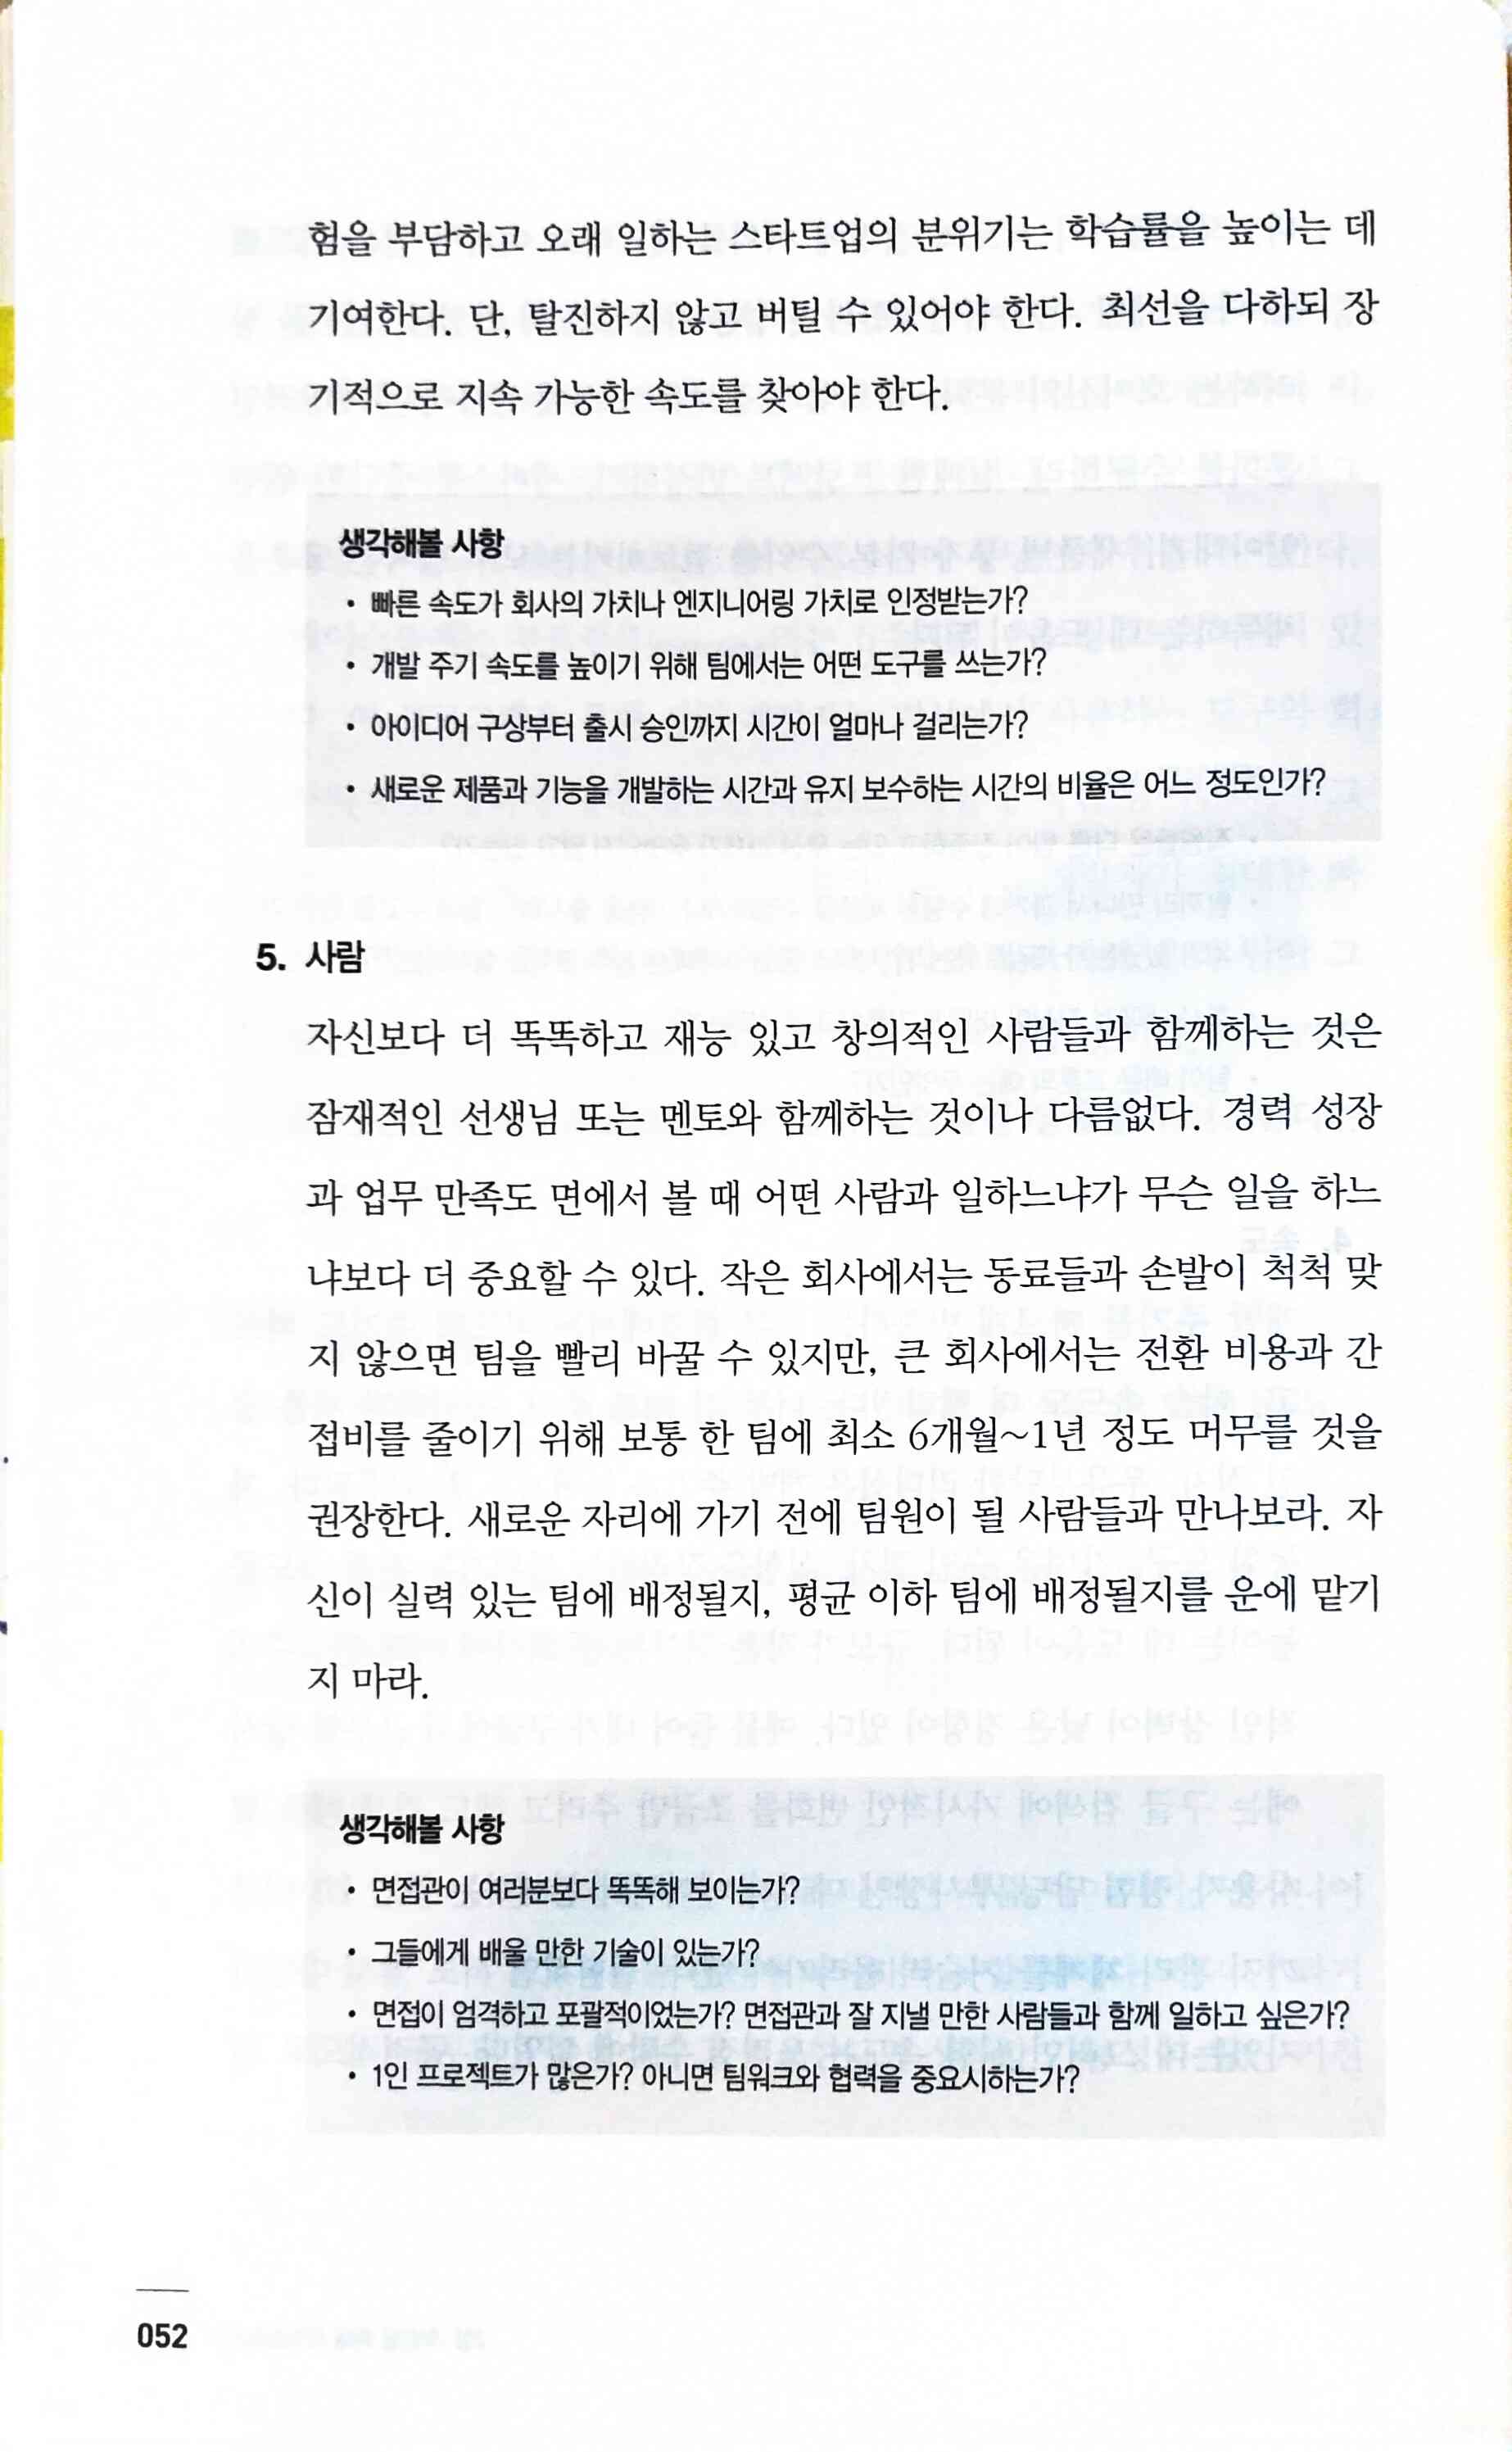 험을 부담하고 오래 일하는 스타트업의 분위기는 학습률을 높이는 데
기여한다. 단, 탈진하지 않고 버틸 수 있어야 한다. 최선을 다하되 장
기적으로 지속 가능한 속도를 찾아야 한다.
생각해볼 사항
• 빠른 속도가 회사의 가치나 엔지니어링 가치로 인정받는가?
• 개발 주기 속도를 높이기 위해 팀에서는 어떤 도구를 쓰는가?
• 아이디어 구상부터 출시 승인까지 시간이 얼마나 걸리는가?
• 새로운 제품과 기능을 개발하는 시간과 유지 보수하는 시간의 비율은 어느 정도인가?
5. 사람
자신보다 더 똑똑하고 재능 있고 창의적인 사람들과 함께하는 것은
잠재적인 선생님 또는 멘토와 함께하는 것이나 다름없다. 경력 성장
과 업무 만족도 면에서 볼 때 어떤 사람과 일하느냐가 무슨 일을 하느
냐보다 더 중요할 수 있다. 작은 회사에서는 동료들과 손발이 척척 맞
지 않으면 팀을 빨리 바꿀 수 있지만, 큰 회사에서는 전환 비용과 간
접비를 줄이기 위해 보통 한 팀에 최소 6개월~1년 정도 머무를 것을
권장한다. 새로운 자리에 가기 전에 팀원이 될 사람들과 만나보라. 자
신이 실력 있는 팀에 배정될지, 평균 이하 팀에 배정될지를 운에 맡기
지 마라.
생각해볼 사항
• 면접관이 여러분보다 똑똑해 보이는가?
• 그들에게 배울 만한 기술이 있는가?
• 면접이 엄격하고 포괄적이었는가? 면접관과 잘 지낼 만한 사람들과 함께 일하고 싶은가?
• 1인 프로젝트가 많은가? 아니면 팀워크와 협력을 중요시하는가?
052